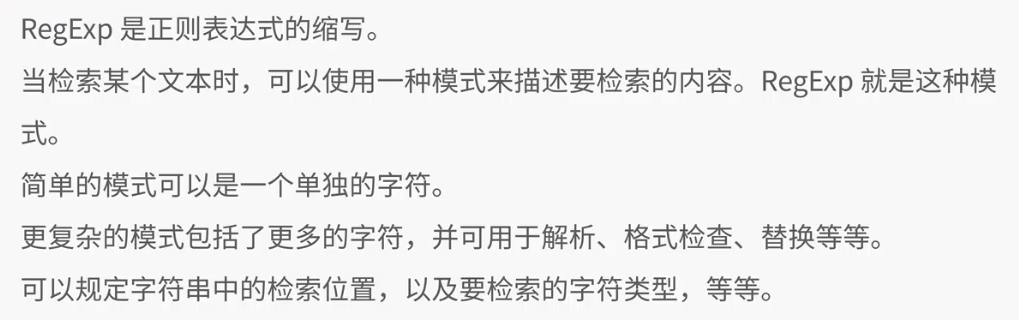 RegExp 是正则表达式的缩写。
当检索某个文本时，可以使用一种模式来描述要检索的内容。RegExp 就是这种模
式。
简单的模式可以是一个单独的字符。
更复杂的模式包括了更多的字符，并可用于解析、格式检查、替换等等。
可以规定字符串中的检索位置，以及要检索的字符类型，等等。